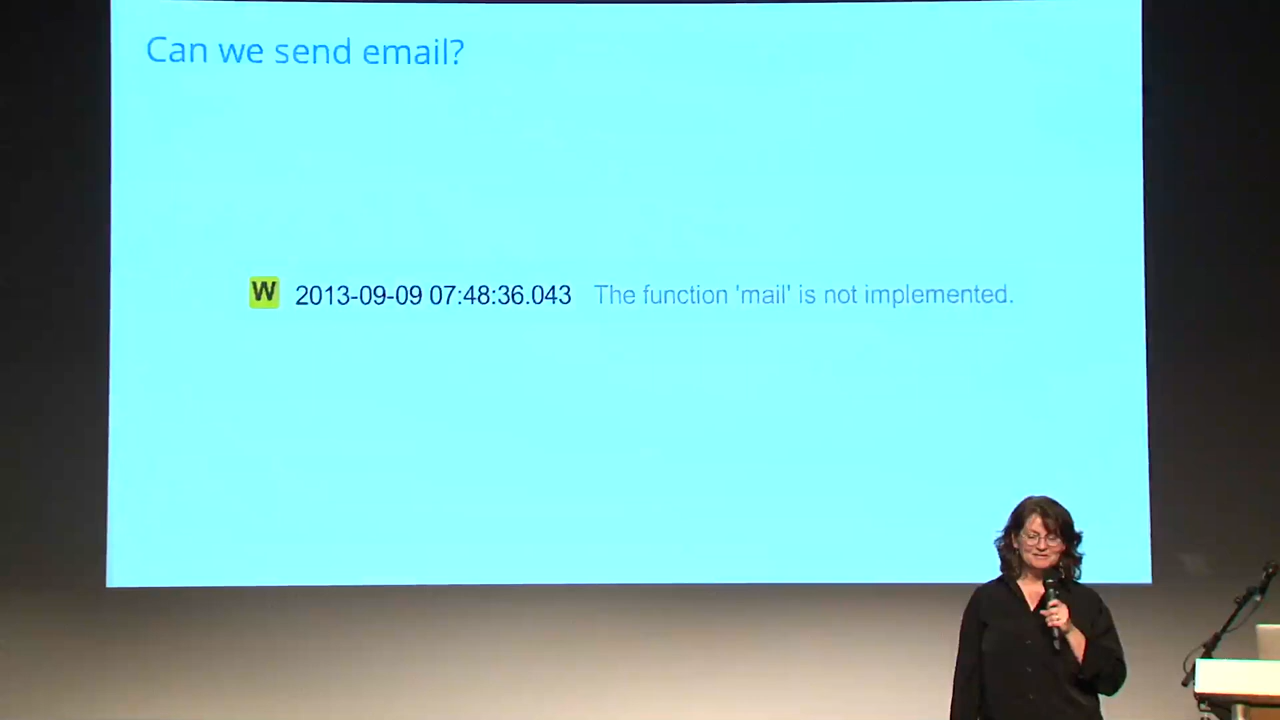 Can we send email?
W 2013-09-09 07:48:36.043 The function 'mail' is not implemented.